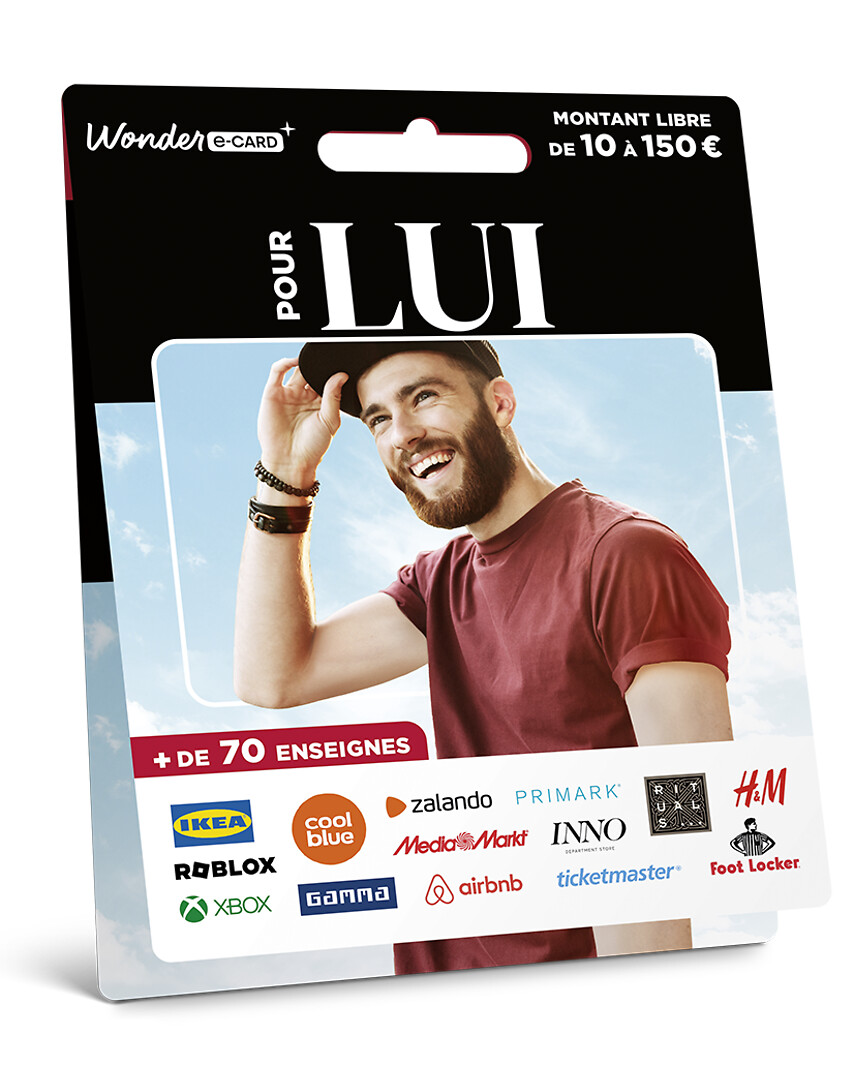 Wonder e-CARD+
MONTANT LIBRE
DE 10 À 150 €
POUR LUI
+ DE 70 ENSEIGNES
IKEA
cool
blue
zalando
PRIMARK®
RITUALS...
H&M
ROBLOX
MediaMarkt®
INNO
DEPARTMENT STORE
Foot Locker®
XBOX
GAMMA
airbnb
ticketmaster®